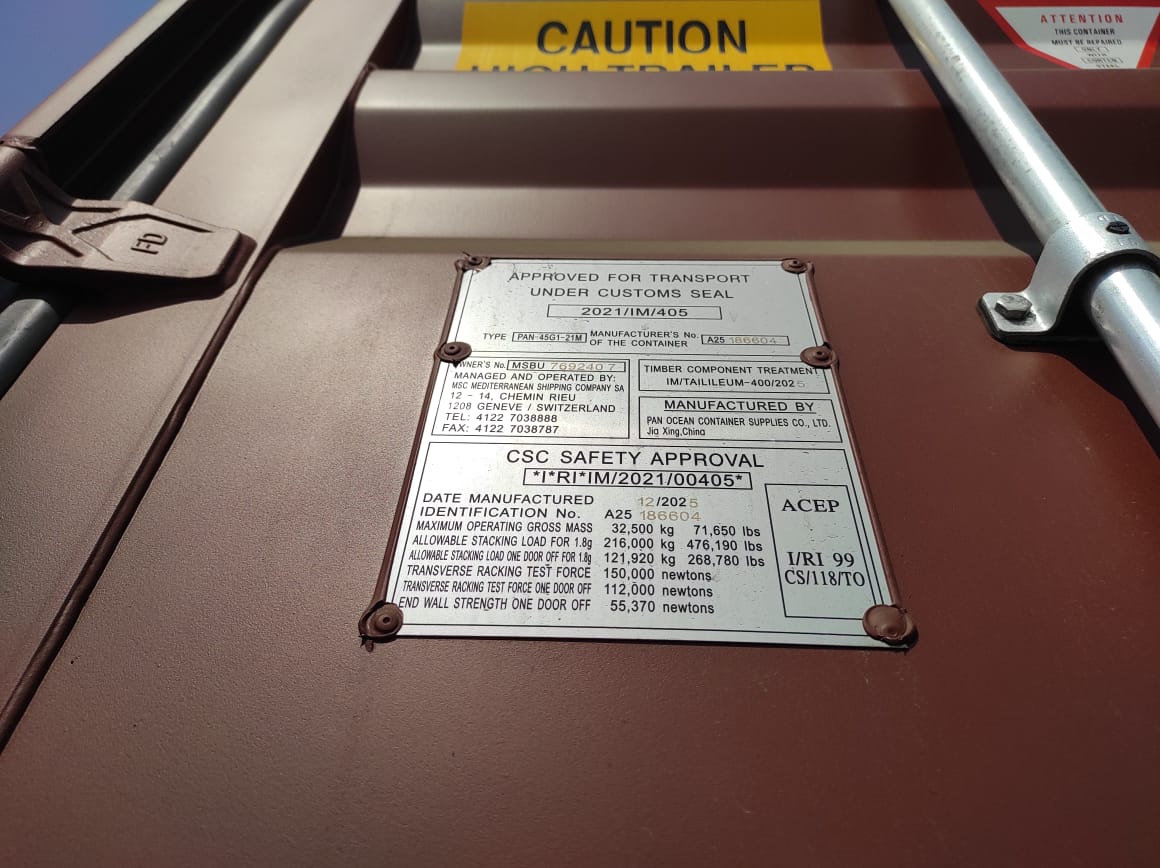 CAUTION
HIGH TRAILER
ATTENTION
THIS CONTAINER
MUST BE REPAIRED
ONLY
WITH
CORTEN
STEEL
APPROVED FOR TRANSPORT
UNDER CUSTOMS SEAL
2021/IM/405
TYPE PAN-45G1-21M MANUFACTURER'S No. OF THE CONTAINER A25 186604
OWNER'S No. MSBU 769240 7
MANAGED AND OPERATED BY:
MSC MEDITERRANEAN SHIPPING COMPANY SA
12 - 14, CHEMIN RIEU
1208 GENEVE / SWITZERLAND
TEL: 4122 7038888
FAX: 4122 7038787
TIMBER COMPONENT TREATMENT
IM/TAILILEUM-400/2025
MANUFACTURED BY
PAN OCEAN CONTAINER SUPPLIES CO., LTD.
Jia Xing,China
CSC SAFETY APPROVAL
*I*RI*IM/2021/00405*
DATE MANUFACTURED 12/2025
IDENTIFICATION No. A25 186604
MAXIMUM OPERATING GROSS MASS 32,500 kg 71,650 lbs
ALLOWABLE STACKING LOAD FOR 1.8g 216,000 kg 476,190 lbs
ALLOWABLE STACKING LOAD ONE DOOR OFF FOR 1.8g 121,920 kg 268,780 lbs
TRANSVERSE RACKING TEST FORCE 150,000 newtons
TRANSVERSE RACKING TEST FORCE ONE DOOR OFF 112,000 newtons
END WALL STRENGTH ONE DOOR OFF 55,370 newtons
ACEP
I/RI 99
CS/118/TO